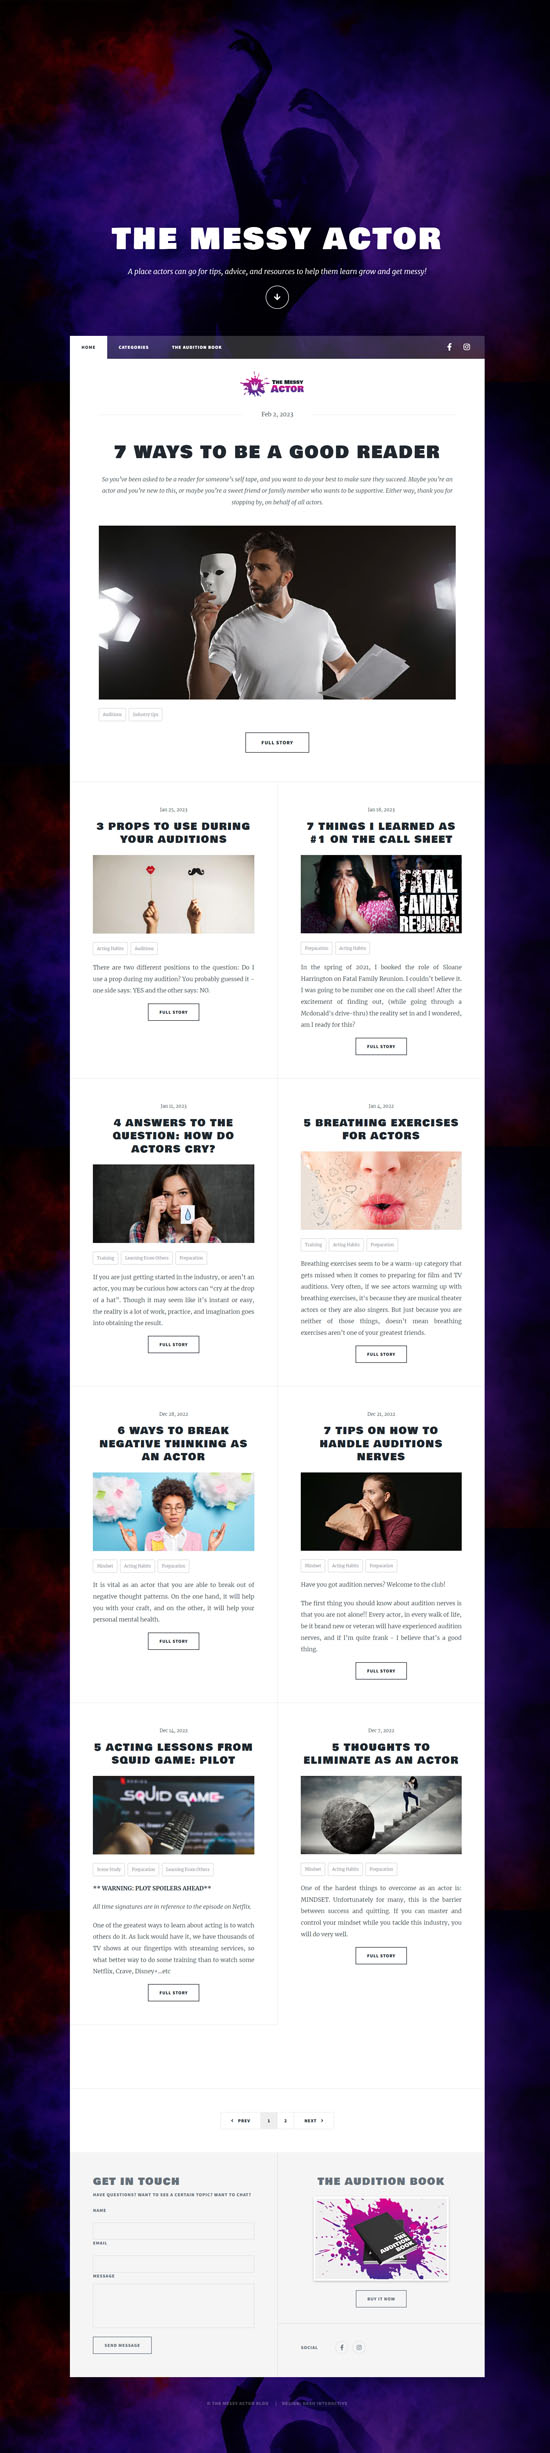 THE MESSY ACTOR
A place actors can go for tips, advice, and resources to help them learn grow and get messy!
HOME CATEGORIES THE AUDITION BOOK
THE MESSY
ACTOR
Feb 2, 2023
7 WAYS TO BE A GOOD READER
So you've been asked to be a reader for someone's self tape, and you want to do your best to make sure they succeed. Maybe you're an
actor and you're new to this, or maybe you're a sweet friend or family member who wants to be supportive. Either way, thank you for
stopping by, on behalf of all actors.
Audition Industry tips
FULL STORY
Jan 25, 2023
3 PROPS TO USE DURING
YOUR AUDITIONS
Acting Habits Audition
There are two different positions to the question: Do I
use a prop during my audition? You probably guessed it –
one side says: YES and the other says: NO.
FULL STORY
Jan 18, 2023
7 THINGS I LEARNED AS
#1 ON THE CALL SHEET
FATAL
FAMILY
REUNION
Preparation Acting Habits
In the spring of 2021, I booked the role of Sloane
Harrington on Fatal Family Reunion. I couldn't believe it.
I was going to be number one on the call sheet! After the
excitement of finding out, (while going through a
Mcdonald's drive-thru) the reality set in and I wondered,
am I ready for this?
FULL STORY
Jan 11, 2023
4 ANSWERS TO THE
QUESTION: HOW DO
ACTORS CRY?
Training Learning From Others Preparation
If you are just getting started in the industry, or aren't an
actor, you may be curious how actors can "cry at the drop
of a hat". Though it may seem like it's instant or easy,
the reality is a lot of work, practice, and imagination goes
into obtaining the result.
FULL STORY
Jan 4, 2023
5 BREATHING EXERCISES
FOR ACTORS
Training Acting Habits Preparation
Breathing exercises seem to be a warm-up category that
gets missed when it comes to preparing for film and TV
auditions. Very often, if we see actors warming up with
breathing exercises, it's because they are musical theater
actors or they are also singers. But just because you are
neither of those things, doesn't mean breathing
exercises aren't one of your greatest friends.
FULL STORY
Dec 28, 2022
6 WAYS TO BREAK
NEGATIVE THINKING AS
AN ACTOR
Mindset Acting Habits Preparation
It is vital as an actor that you are able to break out of
negative thought patterns. On the one hand, it will help
you with your craft, and on the other, it will help your
personal mental health.
FULL STORY
Dec 21, 2022
7 TIPS ON HOW TO
HANDLE AUDITIONS
NERVES
Mindset Acting Habits Preparation
Have you got audition nerves? Welcome to the club!
The first thing you should know about audition nerves is
that you are not alone!! Every actor, in every walk of life,
be it brand new or veteran will have experienced audition
nerves, and if I'm quite frank - I believe that's a good
thing.
FULL STORY
Dec 14, 2022
5 ACTING LESSONS FROM
SQUID GAME: PILOT
SQUID GAME
Scene Study Preparation Learning From Others
** WARNING: PLOT SPOILERS AHEAD**
All time signatures are in reference to the episode on Netflix.
One of the greatest ways to learn about acting is to watch
others do it. As luck would have it, we have thousands of
TV shows at our fingertips with streaming services, so
what better way to do some training than to watch some
Netflix, Crave, Disney+...etc
FULL STORY
Dec 7, 2022
5 THOUGHTS TO
ELIMINATE AS AN ACTOR
Mindset Acting Habits Preparation
One of the hardest things to overcome as an actor is:
MINDSET. Unfortunately for many, this is the barrier
between success and quitting. If you can master and
control your mindset while you tackle this industry, you
will do very well.
FULL STORY
PREV 1 2 NEXT
GET IN TOUCH
HAVE QUESTIONS? WANT TO SEE A CERTAIN TOPIC? WANT TO CHAT?
NAME
EMAIL
MESSAGE
SEND MESSAGE
THE AUDITION BOOK
THE
AUDITION
BOOK
BUY IT NOW
SOCIAL
© THE MESSY ACTOR BLOG | DESIGN: DASH INTERACTIVE